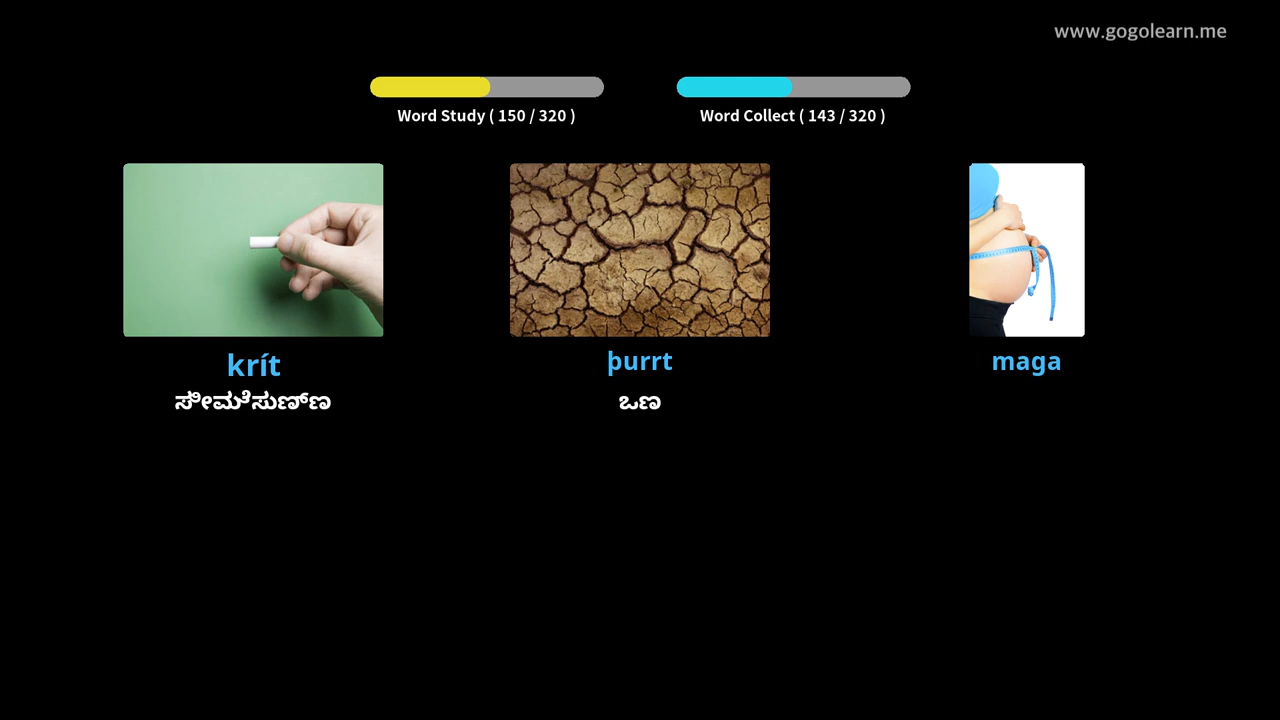 www.gogolearn.me
Word Study ( 150 / 320 )
Word Collect ( 143 / 320 )
krít
þurrt
maga
ಸೀಮೆಸುಣ್ಣ
ಒಣ